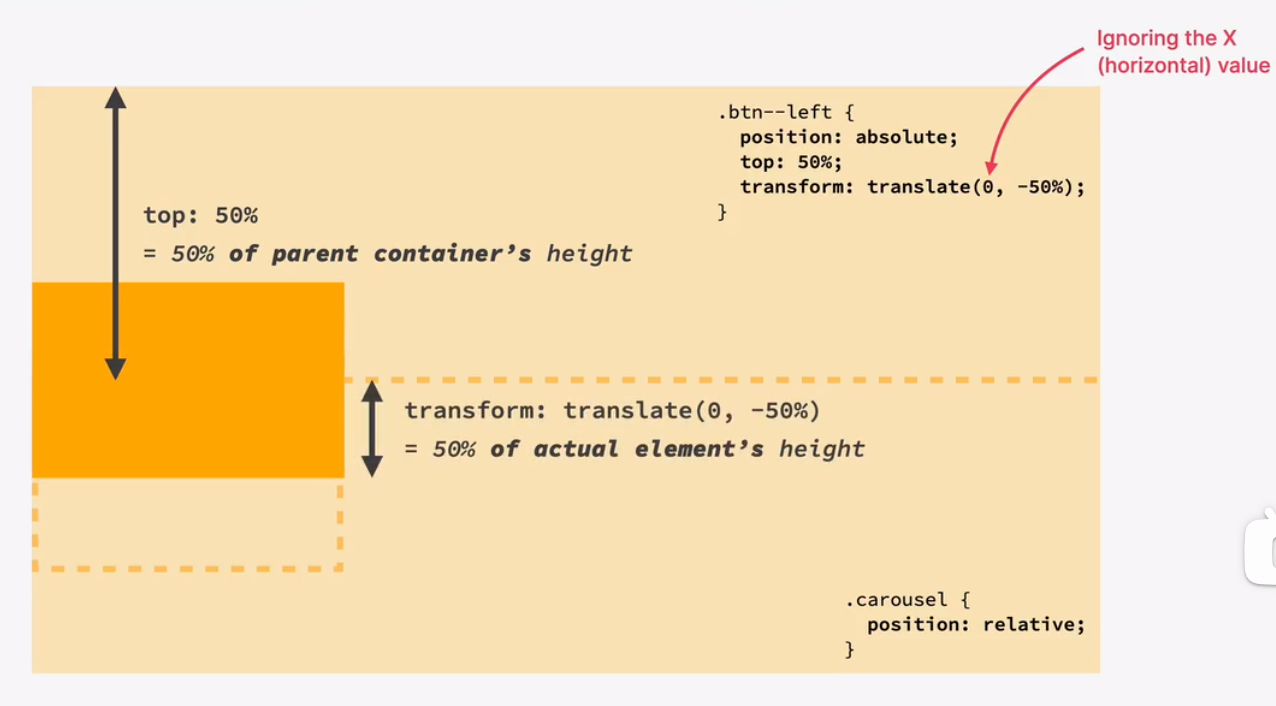 Ignoring the X
(horizontal) value
.btn--left {
position: absolute;
top: 50%;
transform: translate(0, -50%);
}
top: 50%
= 50% of parent container’s height
transform: translate(0, -50%)
= 50% of actual element’s height
.carousel {
position: relative;
}